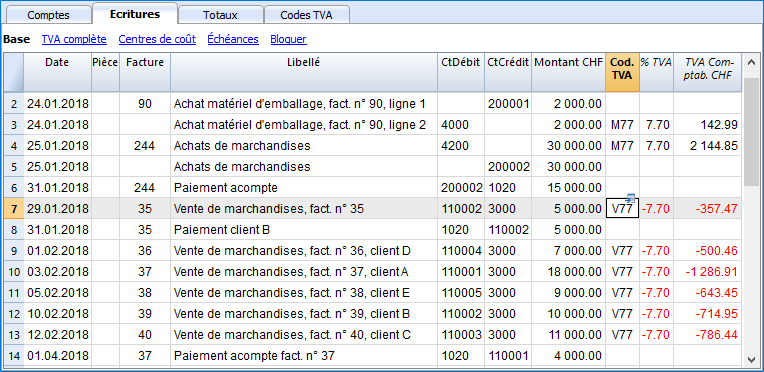 Comptes Ecritures Totaux Codes TVA
Base TVA complète Centres de coût Échéances Bloquer
Date Pièce Facture Libellé CtDébit CtCrédit Montant CHF Cod. TVA % TVA TVA Com-ptab. CHF
2 24.01.2018 90 Achat matériel d'emballage, fact. n° 90, ligne 1 200001 2 000.00
3 24.01.2018 90 Achat matériel d'emballage, fact. n° 90, ligne 2 4000 2 000.00 M77 7.70 142.99
4 25.01.2018 244 Achats de marchandises 4200 30 000.00 M77 7.70 2 144.85
5 25.01.2018 Achats de marchandises 200002 30 000.00
6 31.01.2018 244 Paiement acompte 200002 1020 15 000.00
7 29.01.2018 35 Vente de marchandises, fact. n° 35 110002 3000 5 000.00 V77 -7.70 -357.47
8 31.01.2018 35 Paiement client B 1020 110002 5 000.00
9 01.02.2018 36 Vente de marchandises, fact. n° 36, client D 110004 3000 7 000.00 V77 -7.70 -500.46
10 03.02.2018 37 Vente de marchandises, fact. n° 37, client A 110001 3000 18 000.00 V77 -7.70 -1 286.91
11 05.02.2018 38 Vente de marchandises, fact. n° 38, client E 110005 3000 9 000.00 V77 -7.70 -643.45
12 10.02.2018 39 Vente de marchandises, fact. n° 39, client B 110002 3000 10 000.00 V77 -7.70 -714.95
13 12.02.2018 40 Vente de marchandises, fact. n° 40, client C 110003 3000 11 000.00 V77 -7.70 -786.44
14 01.04.2018 37 Paiement acompte fact. n° 37 1020 110001 4 000.00